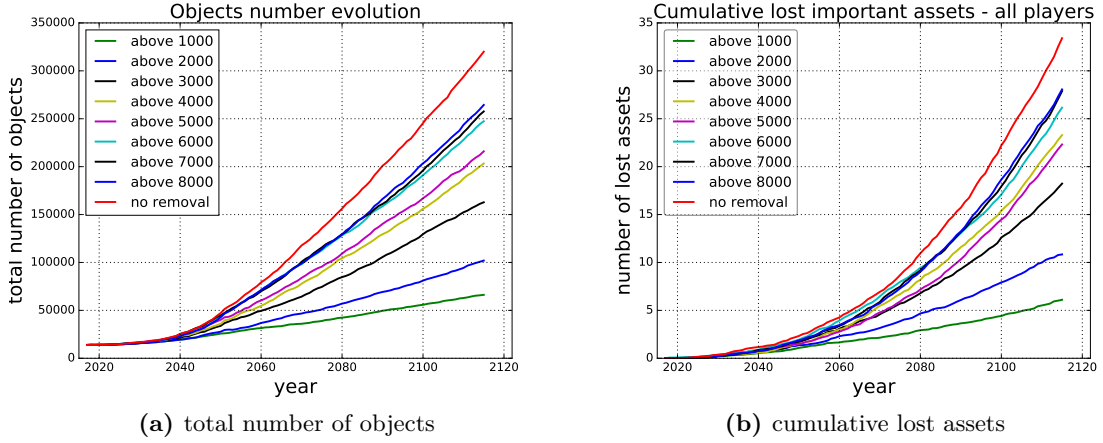 Objects number evolution
total number of objects
350000
300000
250000
200000
150000
100000
50000
0
above 1000
above 2000
above 3000
above 4000
above 5000
above 6000
above 7000
above 8000
no removal
2020
2040
2060
2080
2100
2120
year
(a) total number of objects
Cumulative lost important assets - all players
number of lost assets
35
30
25
20
15
10
5
0
above 1000
above 2000
above 3000
above 4000
above 5000
above 6000
above 7000
above 8000
no removal
2020
2040
2060
2080
2100
2120
year
(b) cumulative lost assets